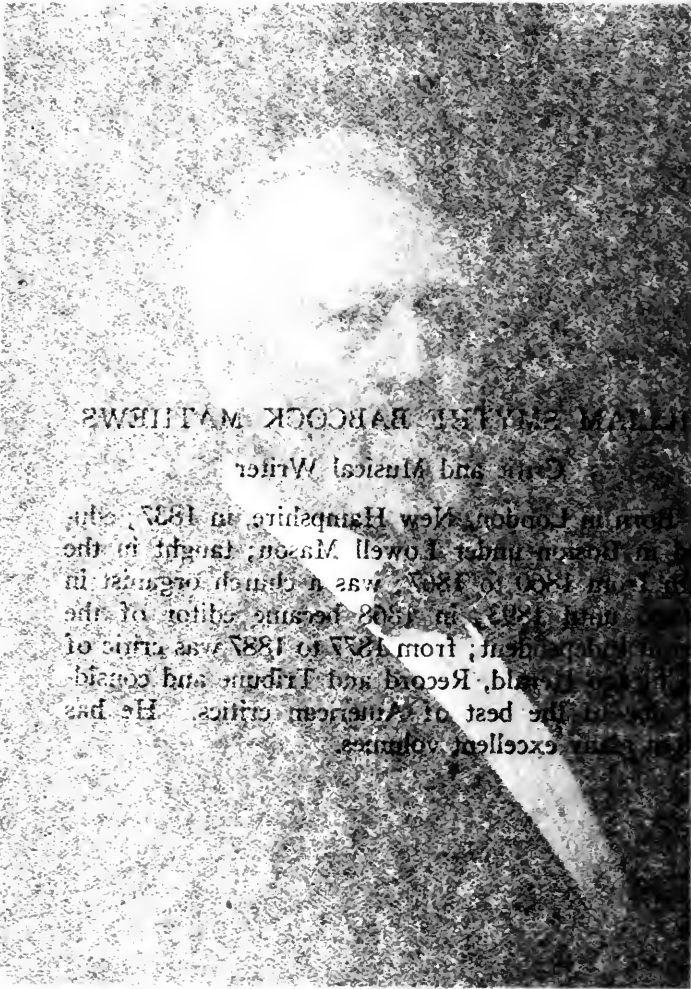 SMYTHE BABCOCK MATHEWS
Critic and Musical Writer
Born in London, New Hampshire, in 1837; edu-
in Boston under Lowell Mason; taught in the
from 1860 to 1867; was a church organist in
until 1893; in 1868 became editor of the
Independent; from 1877 to 1887 was critic of
Herald, Record and Tribune and consid-
the best of American critics. He has
many excellent volumes.